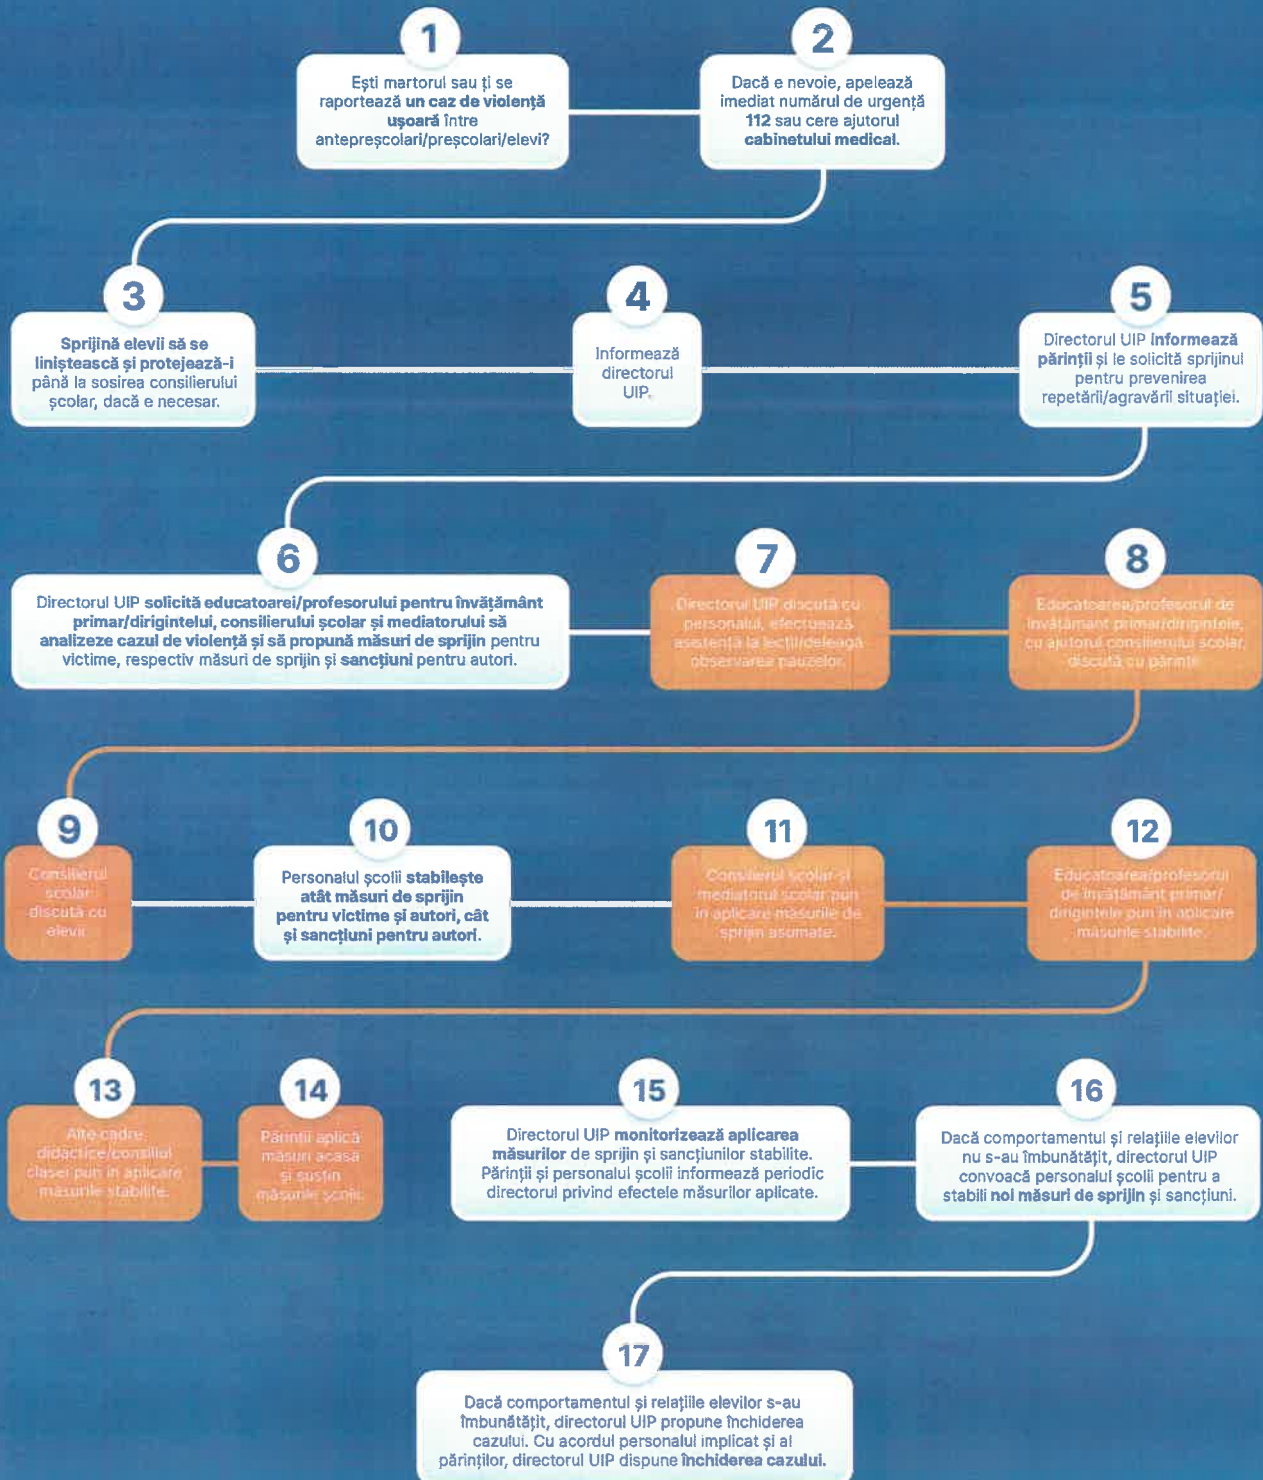 1
Ești martorul sau ți se
raportează un caz de violență
ușoară între
antepreșcolari/preșcolari/elevi?
2
Dacă e nevoie, apelează
imediat numărul de urgență
112 sau cere ajutorul
cabinetului medical.
3
Sprijină elevii să se
liniștească și protejează-i
până la sosirea consilierului
școlar, dacă e necesar.
4
Informează
directorul
UIP.
5
Directorul UIP informează
părinții și le solicită sprijinul
pentru prevenirea
repetării/agravării situației.
6
Directorul UIP solicită educatoarei/profesorului pentru învățământ
primar/dirigintelui, consilierului școlar și mediatorului să
analizeze cazul de violență și să propună măsuri de sprijin pentru
victime, respectiv măsuri de sprijin și sancțiuni pentru autori.
7
Directorul UIP discută cu
personalul, efectuează
asistență la lecții/deleagă
observarea pauzelor.
8
Educatoarea/profesorul de
învățământ primar/dirigintele,
cu ajutorul consilierului școlar,
discută cu părinții.
9
Consilierul
școlar
discută cu
elevii.
10
Personalul școlii stabilește
atât măsuri de sprijin
pentru victime și autori, cât
și sancțiuni pentru autori.
11
Consilierul școlar și
mediatorul școlar pun
în aplicare măsurile de
sprijin asumate.
12
Educatoarea/profesorul
de învățământ primar/
dirigintele pun în aplicare
măsurile stabilite.
13
Alte cadre
didactice/consiliul
clasei pun în aplicare
măsurile stabilite.
14
Părinții aplică
măsuri acasă
și susțin
măsurile școlii.
15
Directorul UIP monitorizează aplicarea
măsurilor de sprijin și sancțiunilor stabilite.
Părinții și personalul școlii informează periodic
directorul privind efectele măsurilor aplicate.
16
Dacă comportamentul și relațiile elevilor
nu s-au îmbunătățit, directorul UIP
convoacă personalul școlii pentru a
stabili noi măsuri de sprijin și sancțiuni.
17
Dacă comportamentul și relațiile elevilor s-au
îmbunătățit, directorul UIP propune închiderea
cazului. Cu acordul personalul implicat și al
părinților, directorul UIP dispune închiderea cazului.